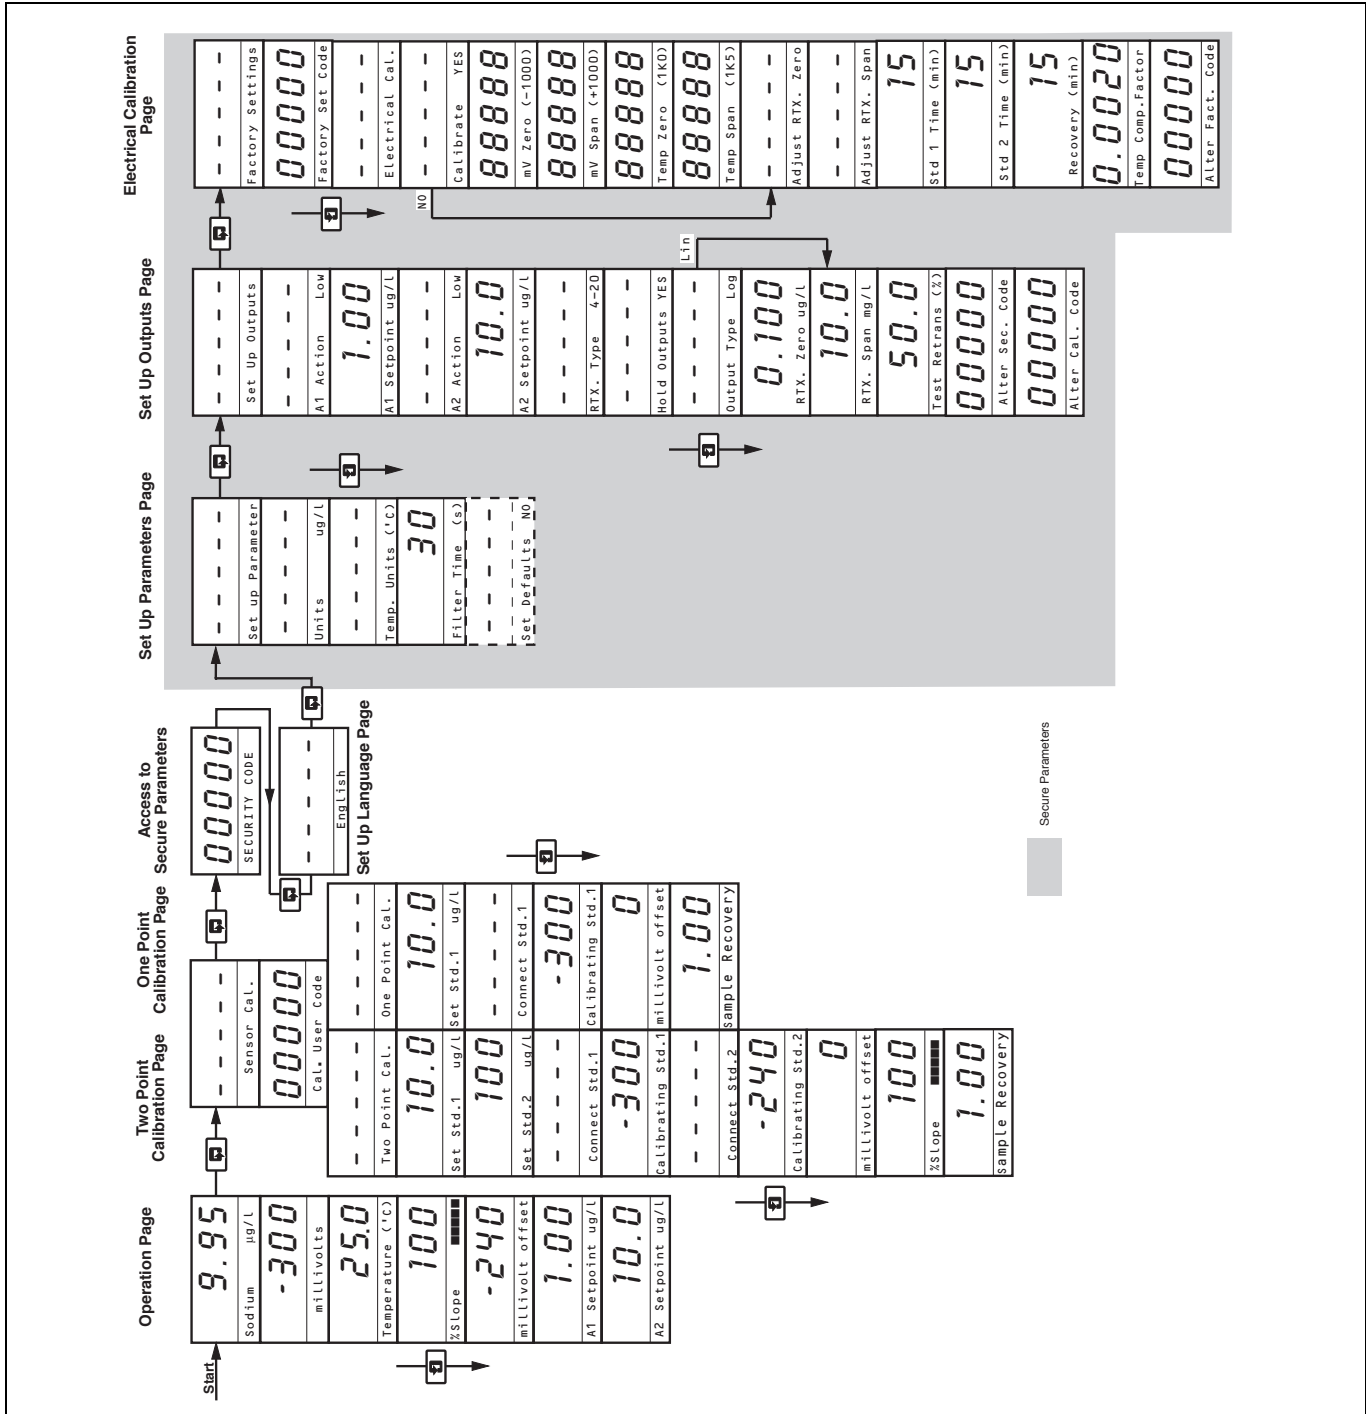 Operation Page
Start
9.95
Sodium µg/l
-300
millivolts
25.0
Temperature ('C)
100
%Slope
-240
millivolt offset
1.00
A1 Setpoint ug/l
10.0
A2 Setpoint ug/l
Two Point
Calibration Page
One Point
Calibration Page
- - - - -
Sensor Cal.
00000
Cal. User Code
- - - - -
Two Point Cal.
10.0
Set Std.1 ug/l
100
Set Std.2 ug/l
- - - - -
Connect Std.1
-300
Calibrating Std.1
- - - - -
Connect Std.2
-240
Calibrating Std.2
0
millivolt offset
100
%Slope
1.00
sample Recovery
- - - - -
One Point Cal.
10.0
Set Std.1 ug/l
- - - - -
Connect Std.1
-300
Calibrating Std.1
0
millivolt offset
1.00
sample Recovery
Access to
Secure Parameters
00000
SECURITY CODE
- - - - -
English
Set Up Language Page
Set Up Parameters Page
- - - - -
Set up Parameter
- - - - -
Units ug/l
- - - - -
Temp. Units ('C)
30
Filter Time (s)
- - - - -
Set Defaults NO
Set Up Outputs Page
- - - - -
Set Up Outputs
- - - - -
A1 Action Low
1.00
A1 Setpoint ug/l
- - - - -
A2 Action Low
10.0
A2 Setpoint ug/l
- - - - -
RTX. Type 4-20
- - - - -
Hold Outputs YES
- - - - -
Output Type Log
Lin
0.100
RTX. Zero ug/l
10.0
RTX. Span mg/l
50.0
Test Retrans (%)
00000
Alter Sec. Code
00000
Alter Cal. Code
Electrical Calibration
Page
- - - - -
Factory Settings
00000
Factory Set Code
- - - - -
Electrical Cal.
- - - - -
Calibrate YES
NO
88888
mV Zero (-1000)
88888
mV Span (+1000)
88888
Temp Zero (1K0)
88888
Temp Span (1K5)
- - - - -
Adjust RTX. Zero
- - - - -
Adjust RTX. Span
15
Std 1 Time (min)
15
Std 2 Time (min)
15
Recovery (min)
0.0020
Temp Comp.Factor
00000
Alter Fact. Code
Secure Parameters